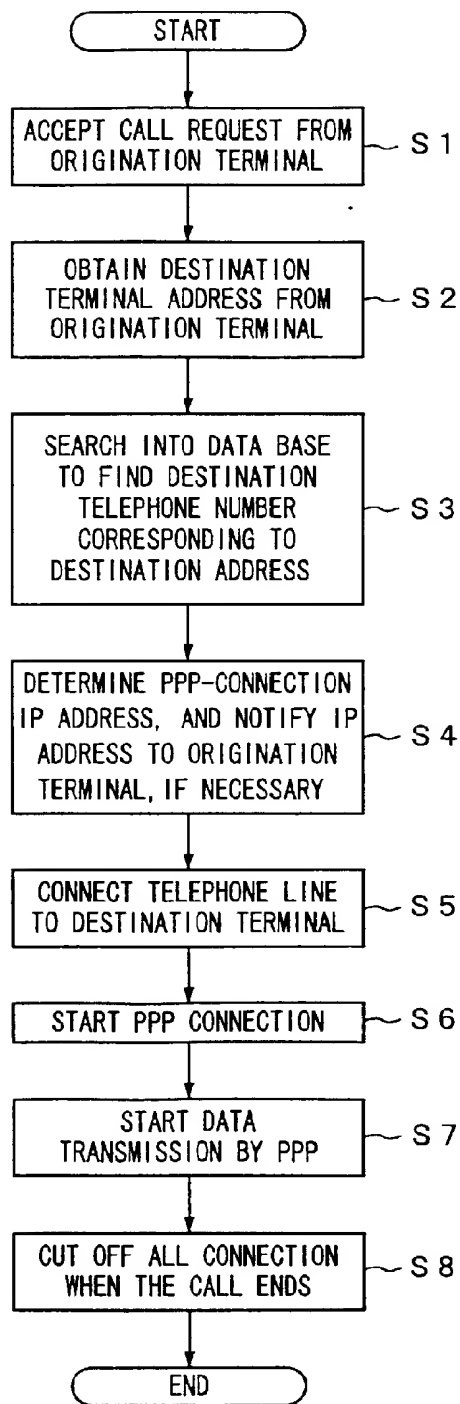 START
ACCEPT CALL REQUEST FROM
ORIGINATION TERMINAL
S1
OBTAIN DESTINATION
TERMINAL ADDRESS FROM
ORIGINATION TERMINAL
S2
SEARCH INTO DATA BASE
TO FIND DESTINATION
TELEPHONE NUMBER
CORRESPONDING TO
DESTINATION ADDRESS
S3
DETERMINE PPP-CONNECTION
IP ADDRESS, AND NOTIFY IP
ADDRESS TO ORIGINATION
TERMINAL, IF NECESSARY
S4
CONNECT TELEPHONE LINE
TO DESTINATION TERMINAL
S5
START PPP CONNECTION
S6
START DATA
TRANSMISSION BY PPP
S7
CUT OFF ALL CONNECTION
WHEN THE CALL ENDS
S8
END